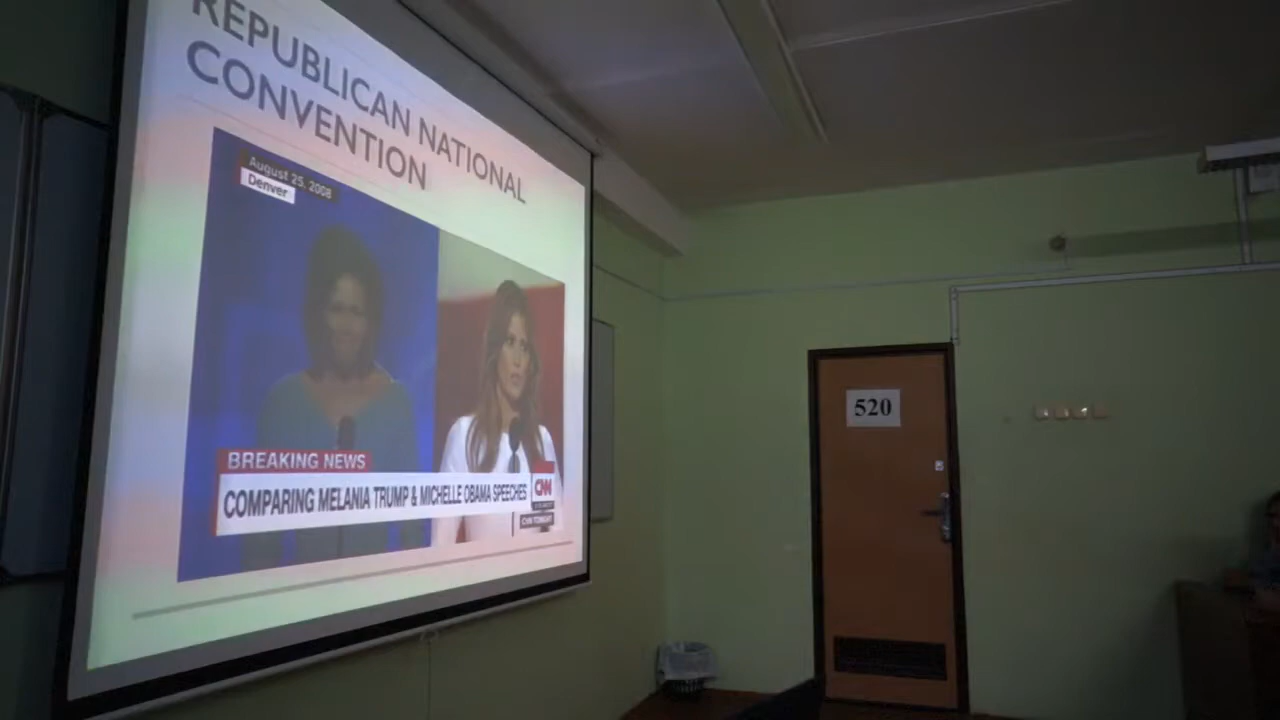 REPUBLICAN NATIONAL
CONVENTION
August 25, 2008
Denver
BREAKING NEWS
COMPARING MELANIA TRUMP & MICHELLE OBAMA SPEECHES
CNN
CNN TONIGHT
520